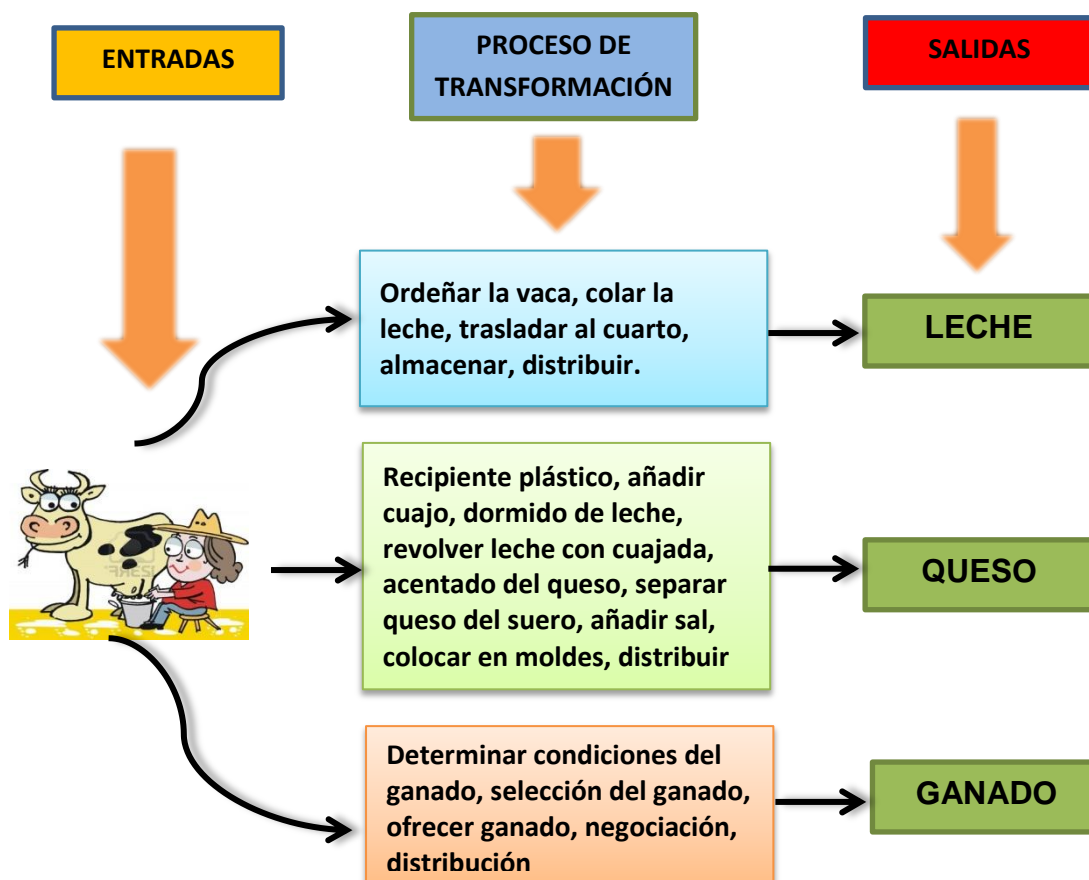 ENTRADAS
PROCESO DE
TRANSFORMACIÓN
SALIDAS
Ordeñar la vaca, colar la
leche, trasladar al cuarto,
almacenar, distribuir.
LECHE
Recipiente plástico, añadir
cuajo, dormido de leche,
revolver leche con cuajada,
acentado del queso, separar
queso del suero, añadir sal,
colocar en moldes, distribuir
QUESO
Determinar condiciones del
ganado, selección del ganado,
ofrecer ganado, negociación,
distribución
GANADO